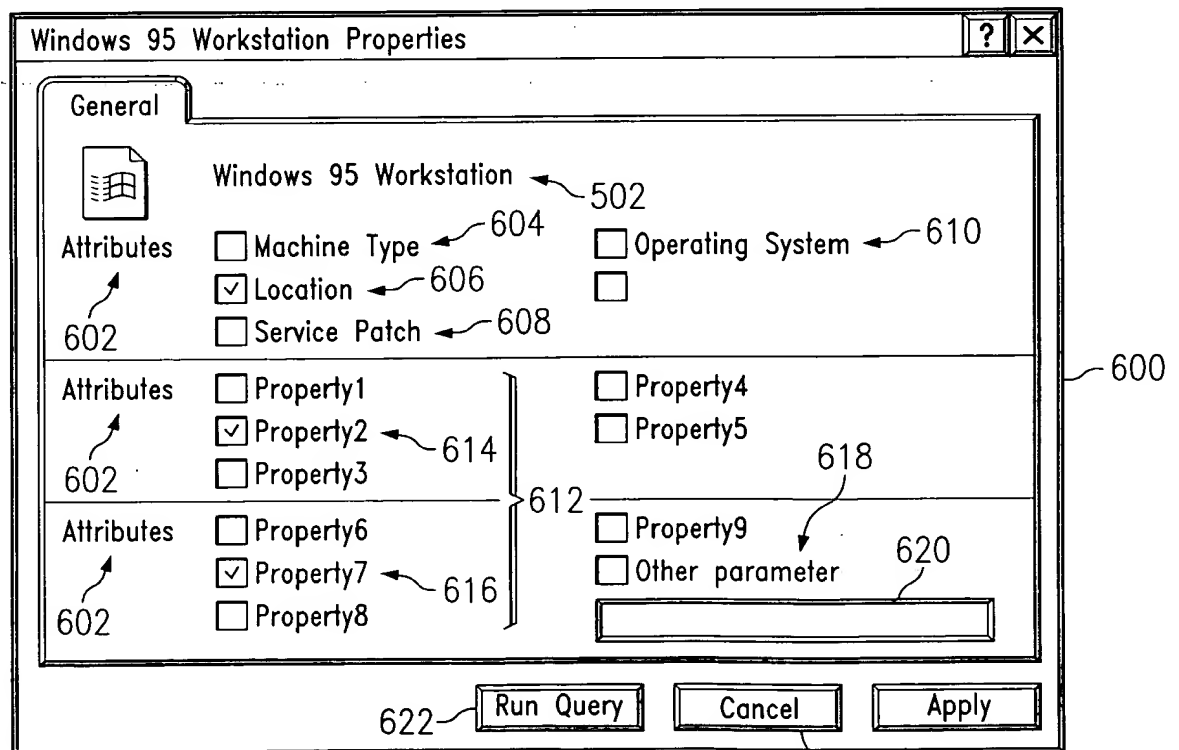 Windows 95 Workstation Properties ? ×
General
Windows 95 Workstation 502
Attributes Machine Type 604 Operating System 610
602 Location 606
Service Patch 608
600
Attributes Property1 Property4
602 Property2 614 Property5
Property3 618
612
Attributes Property6 Property9
602 Property7 616 Other parameter 620
Property8
622 Run Query Cancel Apply